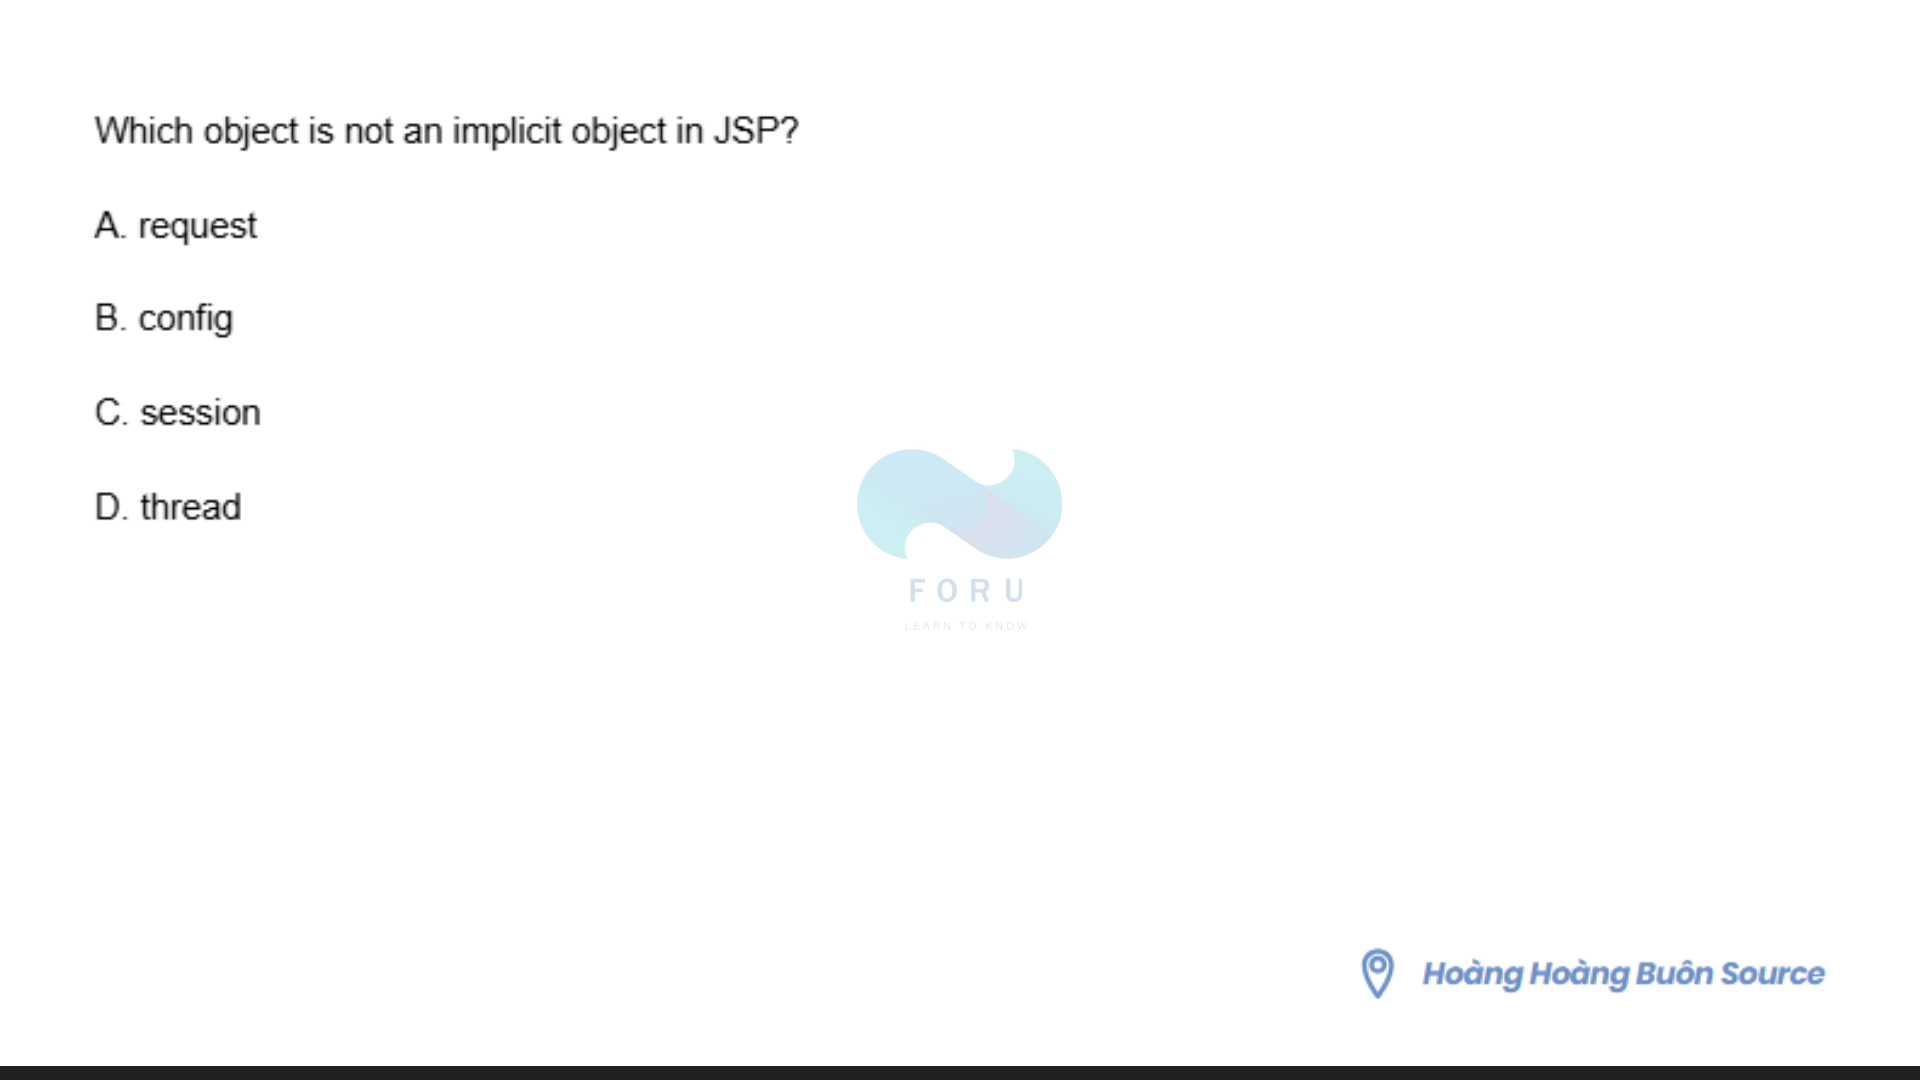 Which object is not an implicit object in JSP?
A. request
B. config
C. session
D. thread
FORU
LEARN TO KNOW
Hoàng Hoàng Buôn Source